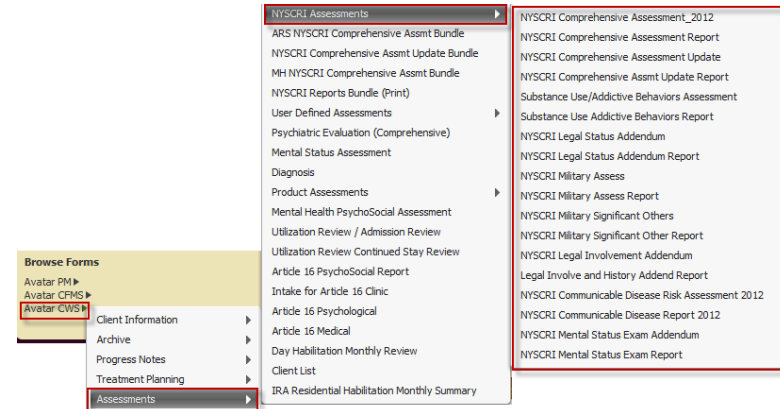 Browse Forms
Avatar PM
Avatar CFMS
Avatar CWS
Client Information
Archive
Progress Notes
Treatment Planning
Assessments
NYSCRI Assessments
ARS NYSCRI Comprehensive Assmt Bundle
NYSCRI Comprehensive Assmt Update Bundle
MH NYSCRI Comprehensive Assmt Bundle
NYSCRI Reports Bundle (Print)
User Defined Assessments
Psychiatric Evaluation (Comprehensive)
Mental Status Assessment
Diagnosis
Product Assessments
Mental Health PsychoSocial Assessment
Utilization Review / Admission Review
Utilization Review Continued Stay Review
Article 16 PsychoSocial Report
Intake for Article 16 Clinic
Article 16 Psychological
Article 16 Medical
Day Habilitation Monthly Review
Client List
IRA Residential Habilitation Monthly Summary
NYSCRI Comprehensive Assessment_2012
NYSCRI Comprehensive Assessment Report
NYSCRI Comprehensive Assessment Update
NYSCRI Comprehensive Assmt Update Report
Substance Use/Addictive Behaviors Assessment
Substance Use Addictive Behaviors Report
NYSCRI Legal Status Addendum
NYSCRI Legal Status Addendum Report
NYSCRI Military Assess
NYSCRI Military Assess Report
NYSCRI Military Significant Others
NYSCRI Military Significant Other Report
NYSCRI Legal Involvement Addendum
Legal Involve and History Addend Report
NYSCRI Communicable Disease Risk Assessment 2012
NYSCRI Communicable Disease Report 2012
NYSCRI Mental Status Exam Addendum
NYSCRI Mental Status Exam Report